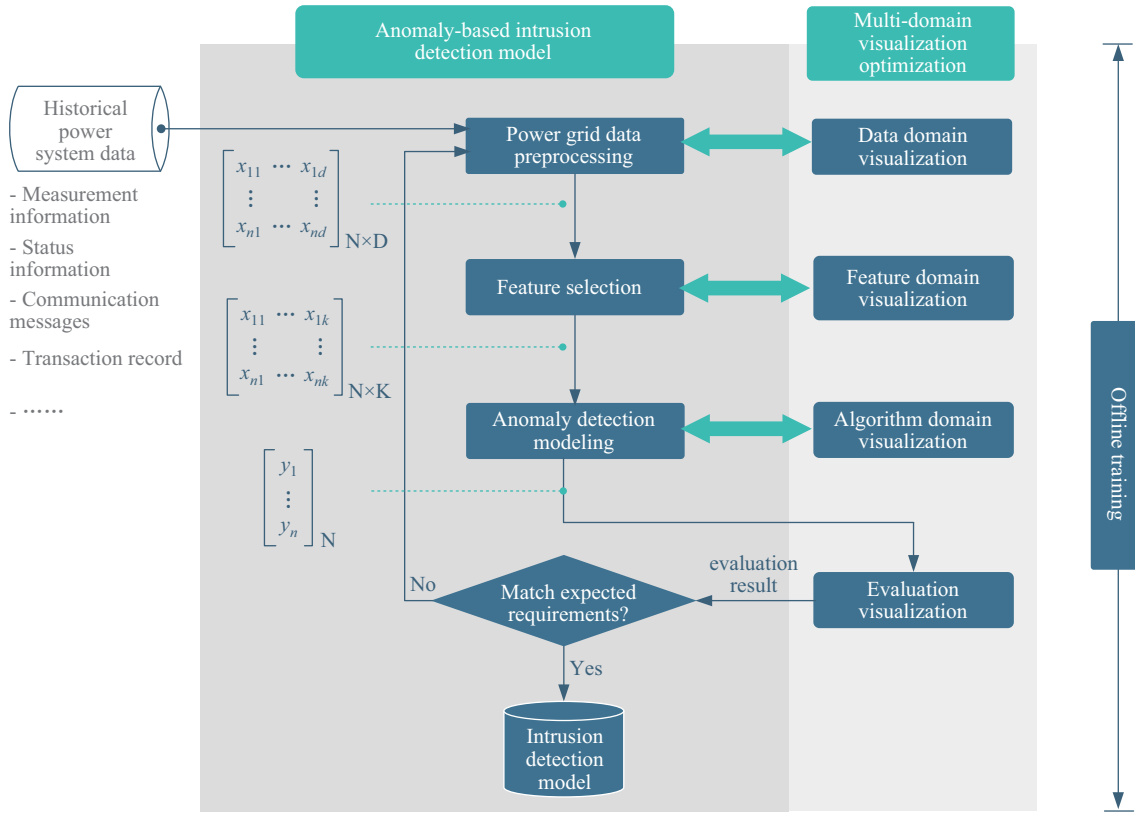 Anomaly-based intrusion
detection model
Multi-domain
visualization
optimization
Historical
power
system data
- Measurement
information
- Status
information
- Communication
messages
- Transaction record
- ······
Power grid data
preprocessing
Data domain
visualization
x11 ··· x1d
⋮ ⋮
xn1 ··· xnd
N×D
Feature selection
Feature domain
visualization
x11 ··· x1k
⋮ ⋮
xn1 ··· xnk
N×K
Anomaly detection
modeling
Algorithm domain
visualization
y1
⋮
yn
N
evaluation
result
Evaluation
visualization
No
Match expected
requirements?
Yes
Intrusion
detection
model
Offline training